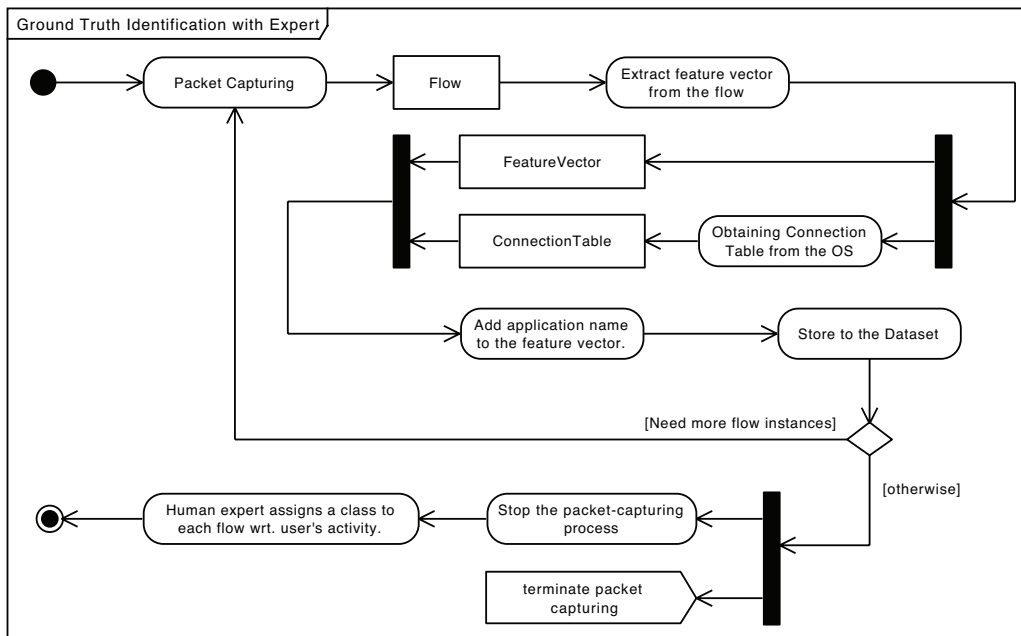 Ground Truth Identification with Expert
Packet Capturing
Flow
Extract feature vector
from the flow
FeatureVector
ConnectionTable
Obtaining Connection
Table from the OS
Add application name
to the feature vector.
Store to the Dataset
[Need more flow instances]
[otherwise]
Human expert assigns a class to
each flow wrt. user's activity.
Stop the packet-capturing
process
terminate packet
capturing